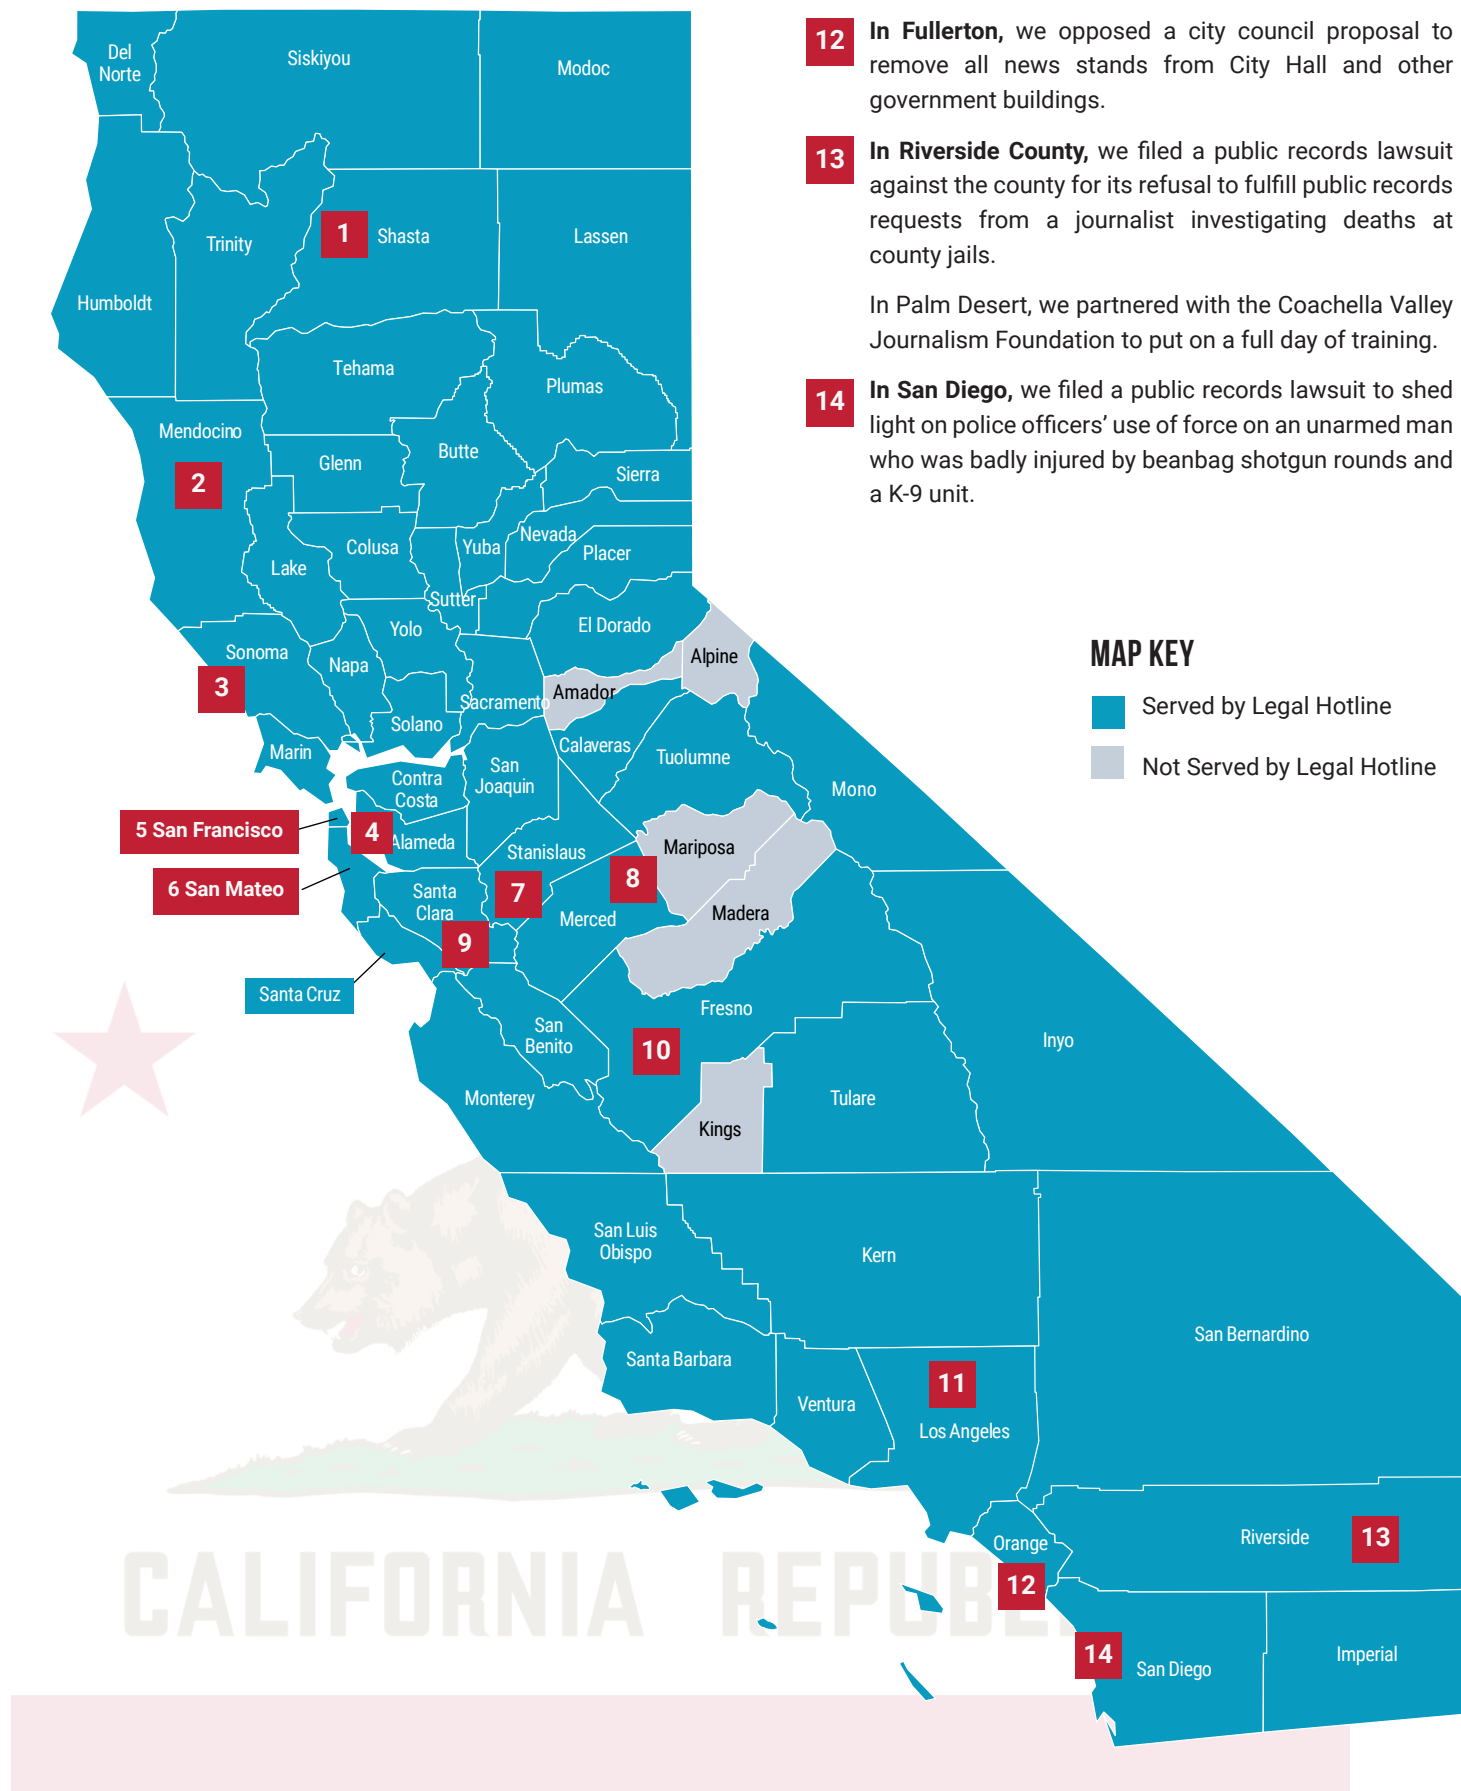 12
In Fullerton, we opposed a city council proposal to
remove all news stands from City Hall and other
government buildings.
13
In Riverside County, we filed a public records lawsuit
against the county for its refusal to fulfill public records
requests from a journalist investigating deaths at
county jails.
In Palm Desert, we partnered with the Coachella Valley
Journalism Foundation to put on a full day of training.
14
In San Diego, we filed a public records lawsuit to shed
light on police officers’ use of force on an unarmed man
who was badly injured by beanbag shotgun rounds and
a K-9 unit.
MAP KEY
Served by Legal Hotline
Not Served by Legal Hotline
Del
Norte
Siskiyou
Modoc
Trinity
1
Shasta
Lassen
Humboldt
Tehama
Plumas
Mendocino
2
Glenn
Butte
Sierra
Lake
Colusa
Yuba
Nevada
Placer
Sutter
Yolo
El Dorado
Sonoma
3
Napa
Alpine
Amador
Sacramento
Solano
Marin
Calaveras
Tuolumne
Contra
Costa
San
Joaquin
Mono
5 San Francisco
4
Alameda
Stanislaus
Mariposa
6 San Mateo
Santa
Clara
7
8
Merced
Madera
9
Santa Cruz
Fresno
San
Benito
10
Inyo
Monterey
Tulare
Kings
San Luis
Obispo
Kern
San Bernardino
Santa Barbara
Ventura
11
Los Angeles
Orange
12
Riverside
13
14
San Diego
Imperial
CALIFORNIA REPUBL